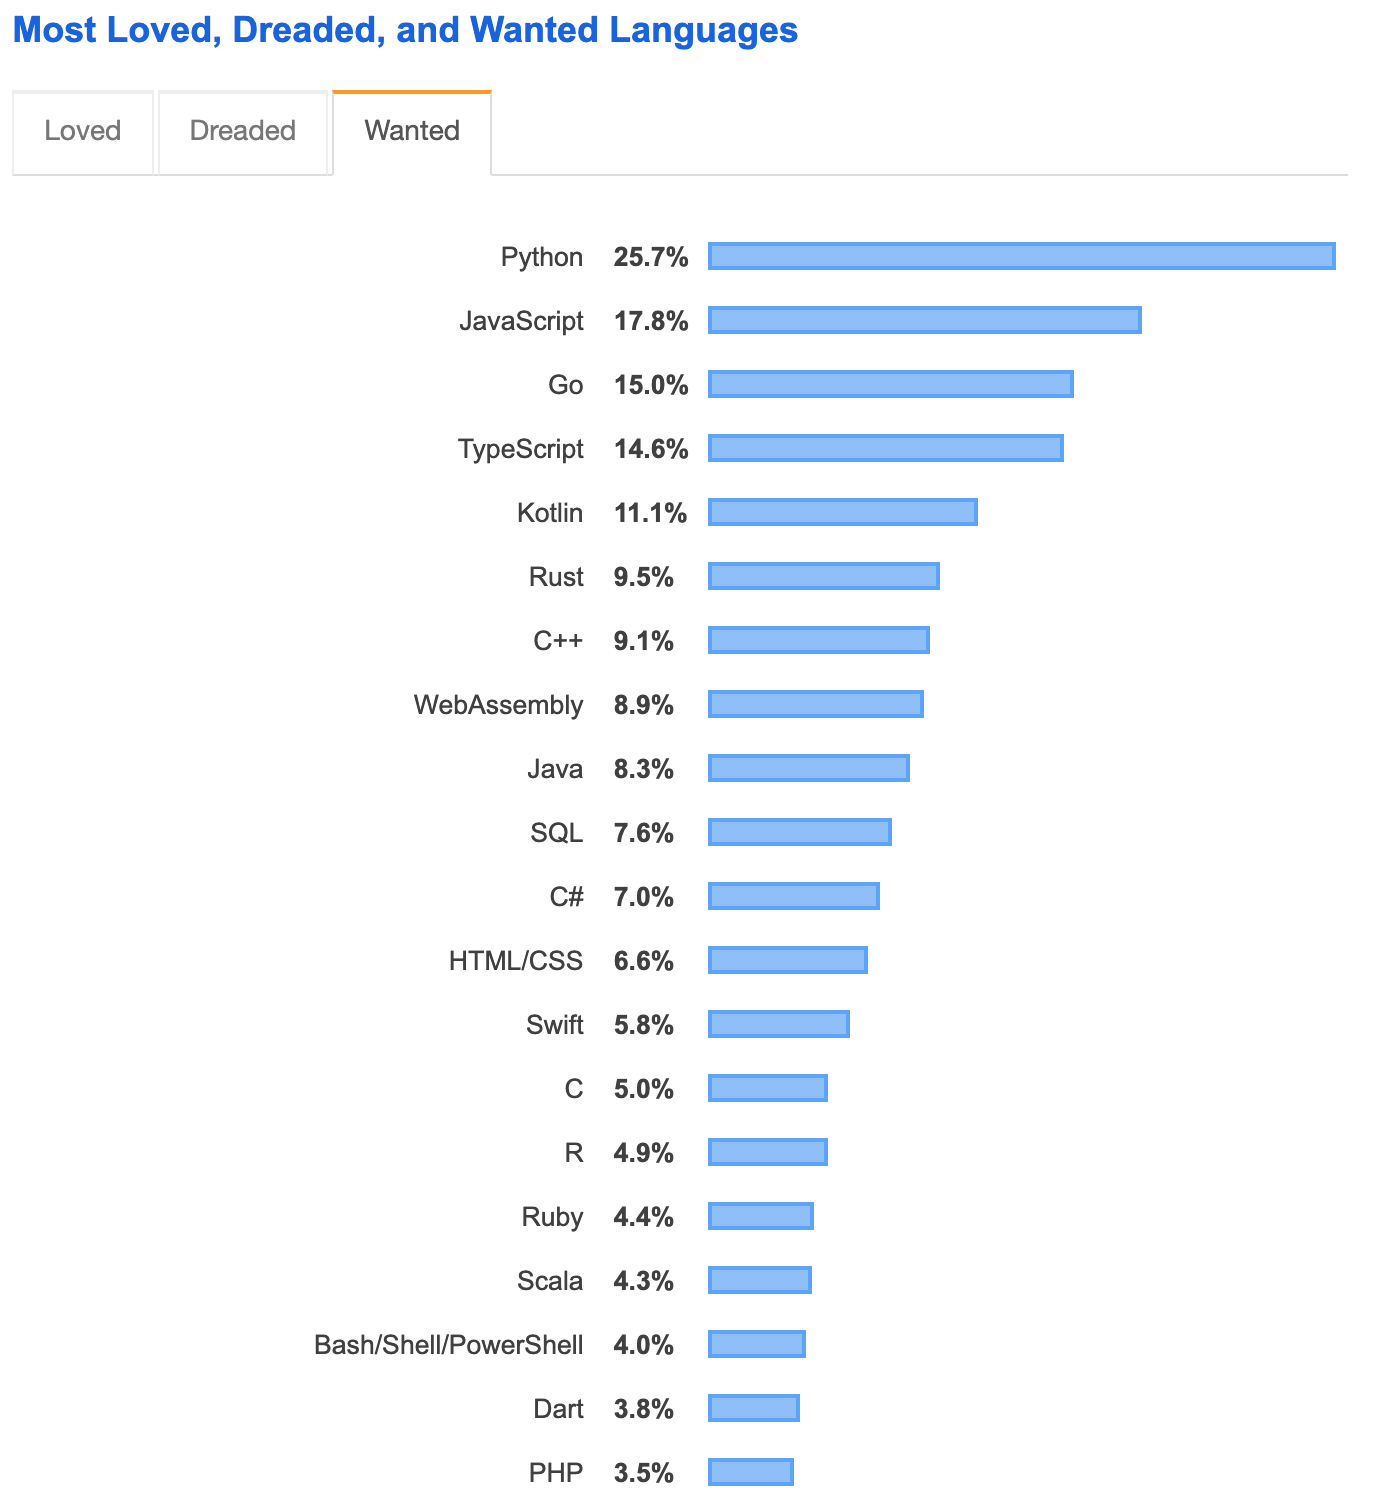 Most Loved, Dreaded, and Wanted Languages
Loved Dreaded Wanted
Python 25.7%
JavaScript 17.8%
Go 15.0%
TypeScript 14.6%
Kotlin 11.1%
Rust 9.5%
C++ 9.1%
WebAssembly 8.9%
Java 8.3%
SQL 7.6%
C# 7.0%
HTML/CSS 6.6%
Swift 5.8%
C 5.0%
R 4.9%
Ruby 4.4%
Scala 4.3%
Bash/Shell/PowerShell 4.0%
Dart 3.8%
PHP 3.5%